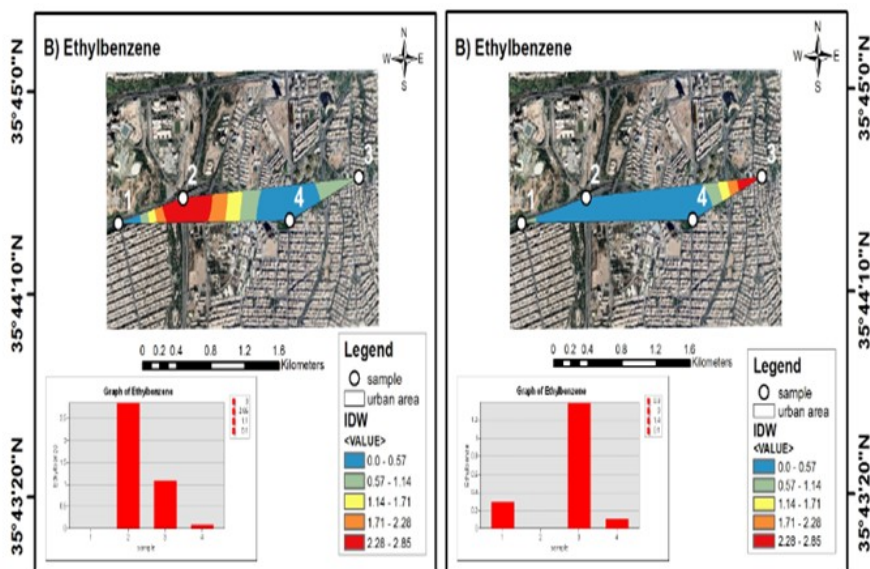 B) Ethylbenzene
N
W E
S
35°45'0"N
35°44'10"N
35°43'20"N
1
2
3
4
0 0.2 0.4 0.8 1.2 1.6
Kilometers
Legend
sample
urban area
IDW
<VALUE>
0.0 - 0.57
0.57 - 1.14
1.14 - 1.71
1.71 - 2.28
2.28 - 2.85
Graph of Ethylbenzene
Ethylbenzene
1 2 3 4
sample
B) Ethylbenzene
N
W E
S
35°45'0"N
35°44'10"N
35°43'20"N
1
2
3
4
0 0.2 0.4 0.8 1.2 1.6
Kilometers
Legend
sample
urban area
IDW
<VALUE>
0.0 - 0.57
0.57 - 1.14
1.14 - 1.71
1.71 - 2.28
2.28 - 2.85
Graph of Ethylbenzene
Ethylbenzene
1 2 3 4
sample